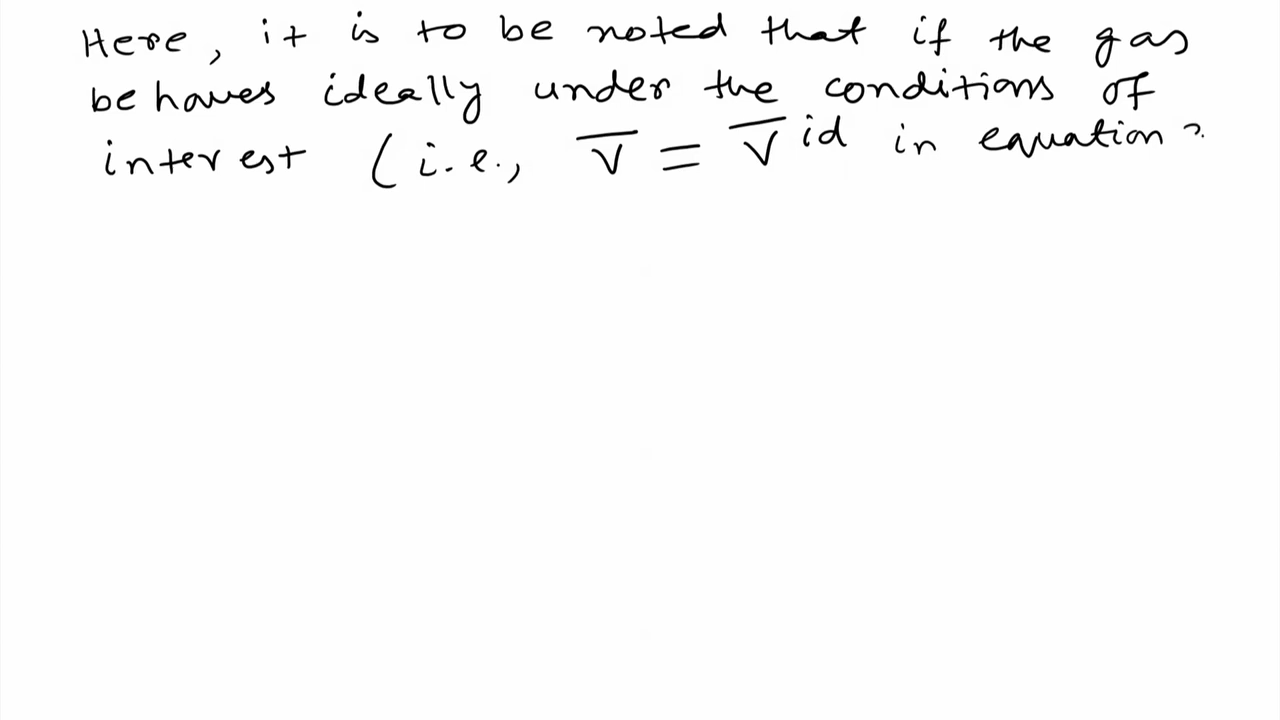 Here, it is to be noted that if the gas
behaves ideally under the conditions of
interest (i.e., V̅ = V̅ id in equation